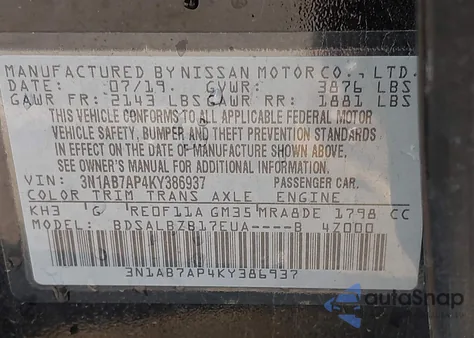 MANUFACTURED BY NISSAN MOTOR CO., LTD.
DATE: 07/19. GVWR: 3876 LBS
GAWR FR: 2143 LBS GAWR RR: 1881 LBS
THIS VEHICLE CONFORMS TO ALL APPLICABLE FEDERAL MOTOR
VEHICLE SAFETY, BUMPER AND THEFT PREVENTION STANDARDS
IN EFFECT ON THE DATE OF MANUFACTURE SHOWN ABOVE.
SEE OWNER'S MANUAL FOR ADDITIONAL INFORMATION.
VIN: 3N1AB7AP4KY386937 PASSENGER CAR.
COLOR TRIM TRANS AXLE ENGINE
KH3 G RE0F11A GM35 MRA8DE 1798 CC
MODEL: BDSALBZB17EUA----B 4Z000
3N1AB7AP4KY386937
autoSnap